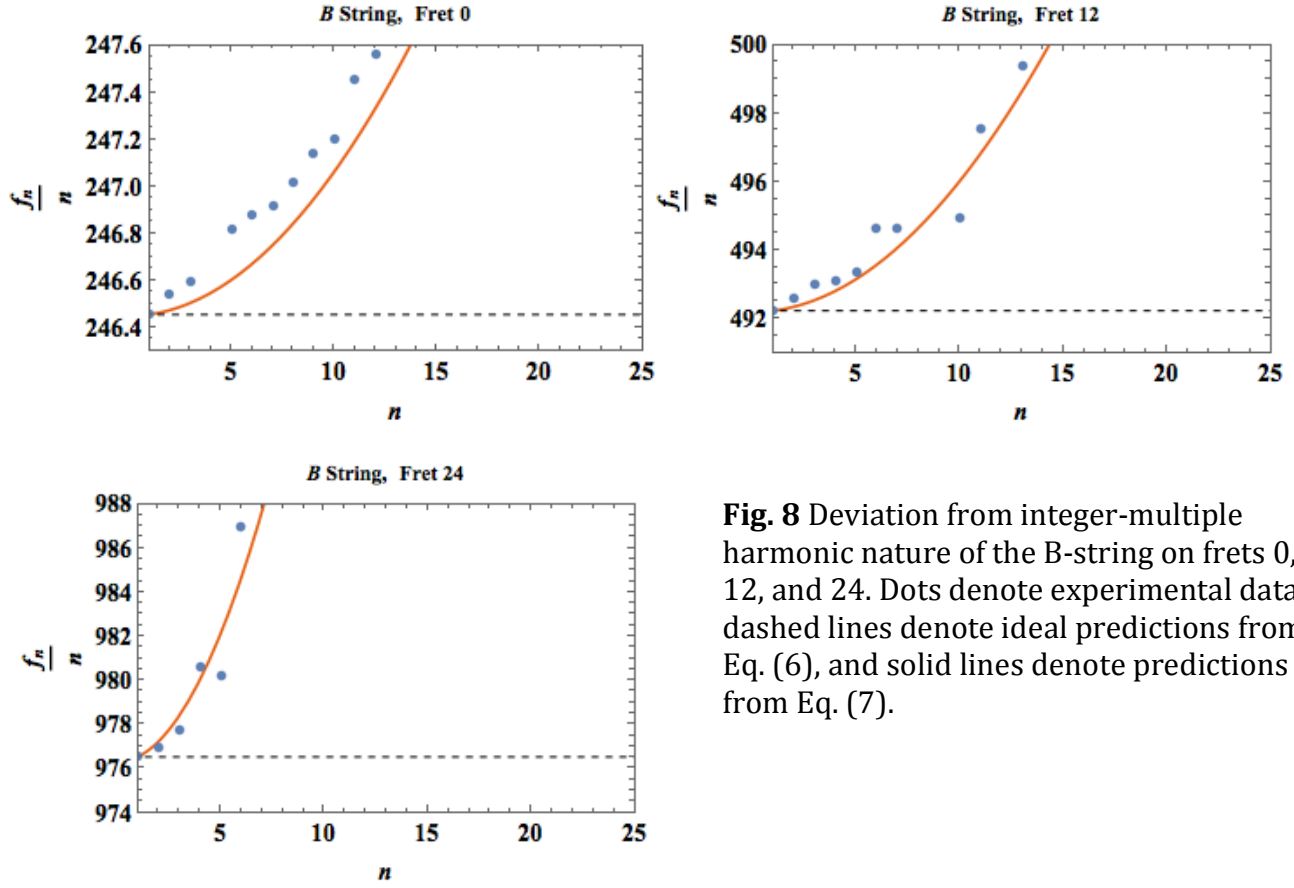 B String, Fret 0
247.6
247.4
247.2
247.0
246.8
246.6
246.4
fn
n
5
10
15
20
25
n
B String, Fret 12
500
498
496
494
492
fn
n
5
10
15
20
25
n
B String, Fret 24
988
986
984
982
980
978
976
974
fn
n
5
10
15
20
25
n
Fig. 8 Deviation from integer-multiple
harmonic nature of the B-string on frets 0,
12, and 24. Dots denote experimental data
dashed lines denote ideal predictions from
Eq. (6), and solid lines denote predictions
from Eq. (7).